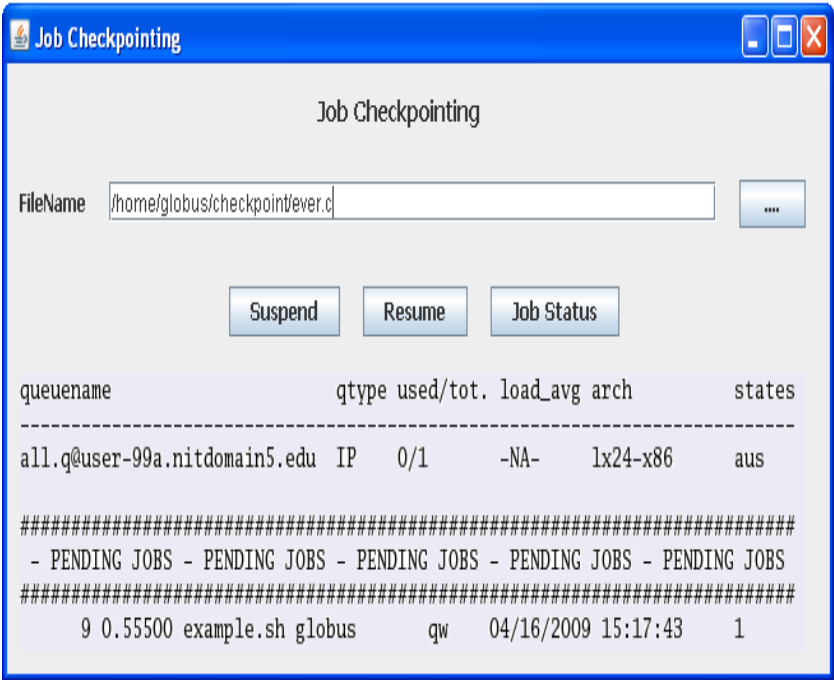 Job Checkpointing
Job Checkpointing
FileName /home/globus/checkpoint/ever.c ....
Suspend Resume Job Status
queuename qtype used/tot. load_avg arch states
----------------------------------------------------------------------------
all.q@user-99a.nitdomain5.edu IP 0/1 -NA- lx24-x86 aus
############################################################################
- PENDING JOBS - PENDING JOBS - PENDING JOBS - PENDING JOBS - PENDING JOBS
############################################################################
9 0.55500 example.sh globus qw 04/16/2009 15:17:43 1